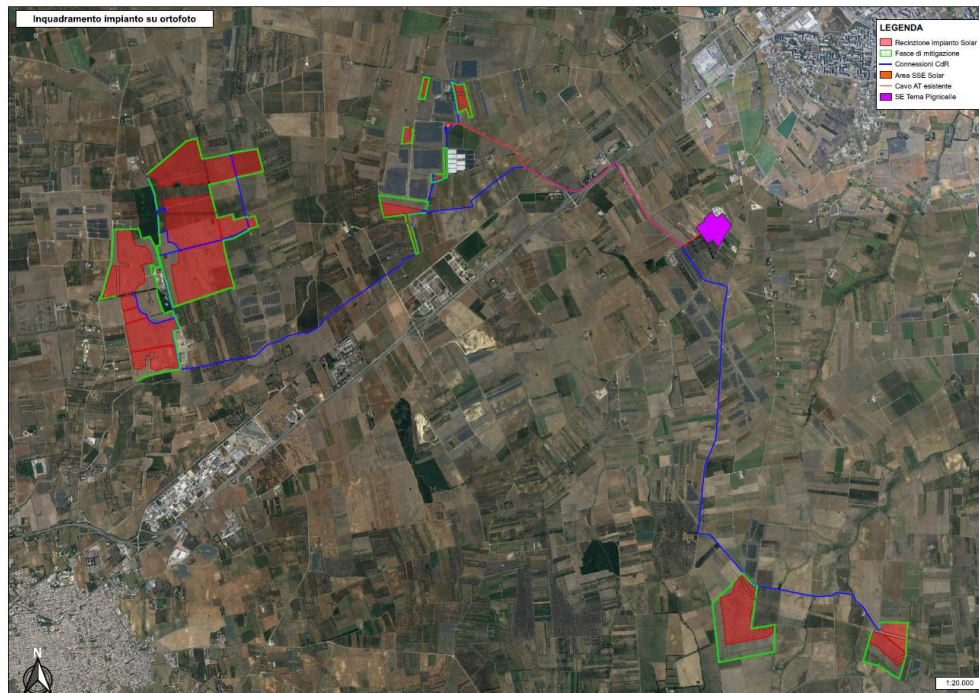 Inquadramento impianto su ortofoto
LEGENDA
Recinzione impianto Solar
Fasce di mitigazione
Connessioni CdR
Area SSE Solar
Cavo AT esistente
SE Terna Pignicelle
N
1:20.000